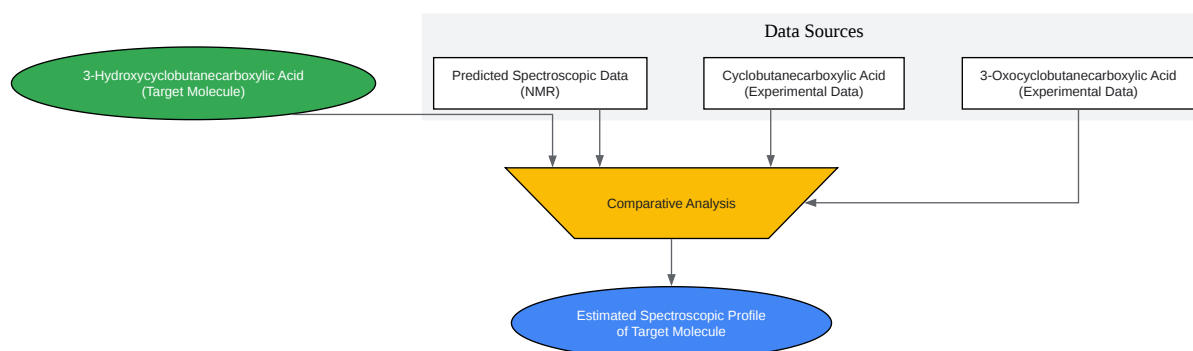 Data Sources
3-Hydroxycyclobutanecarboxylic Acid
(Target Molecule)
Predicted Spectroscopic Data
(NMR)
Cyclobutanecarboxylic Acid
(Experimental Data)
3-Oxocyclobutanecarboxylic Acid
(Experimental Data)
Comparative Analysis
Estimated Spectroscopic Profile
of Target Molecule